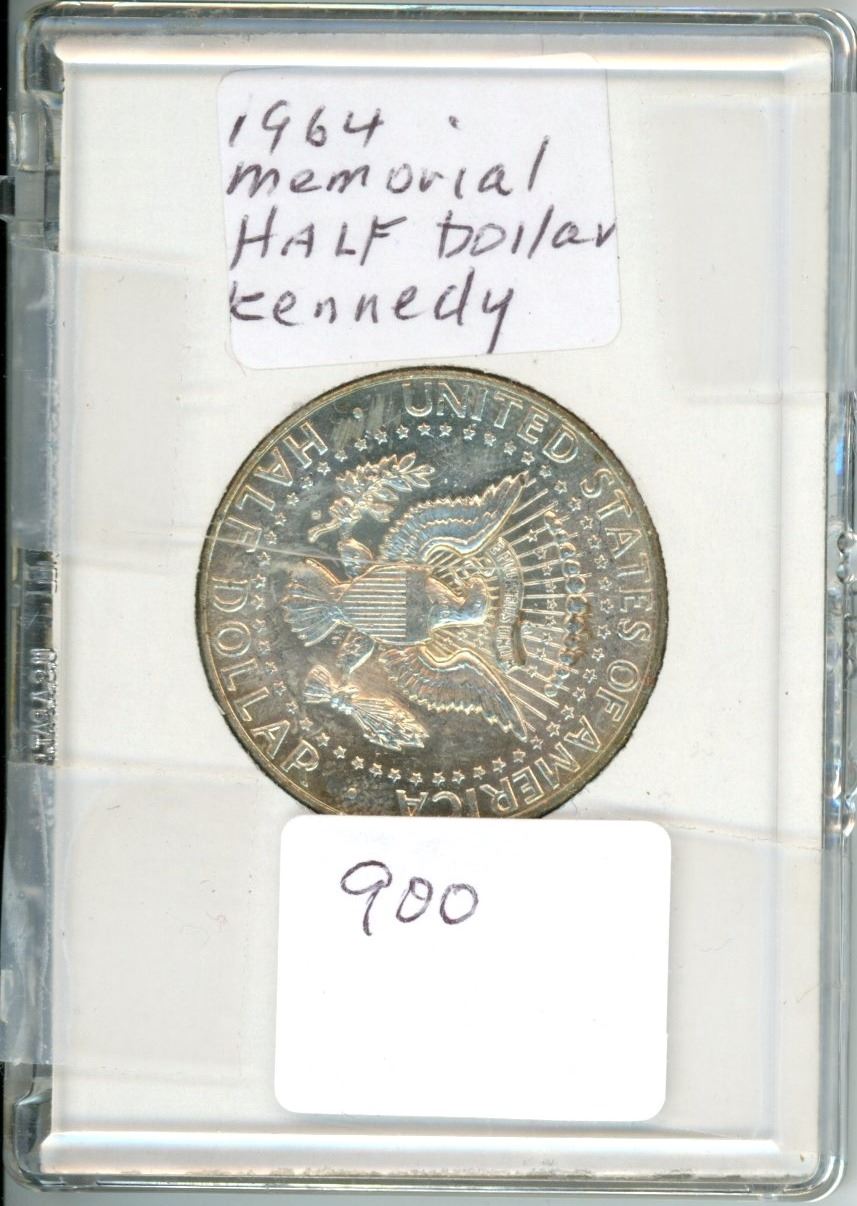 1964
memorial
HALF DOllar
kennedy
UNITED STATES OF AMERICA
HALF DOLLAR
900